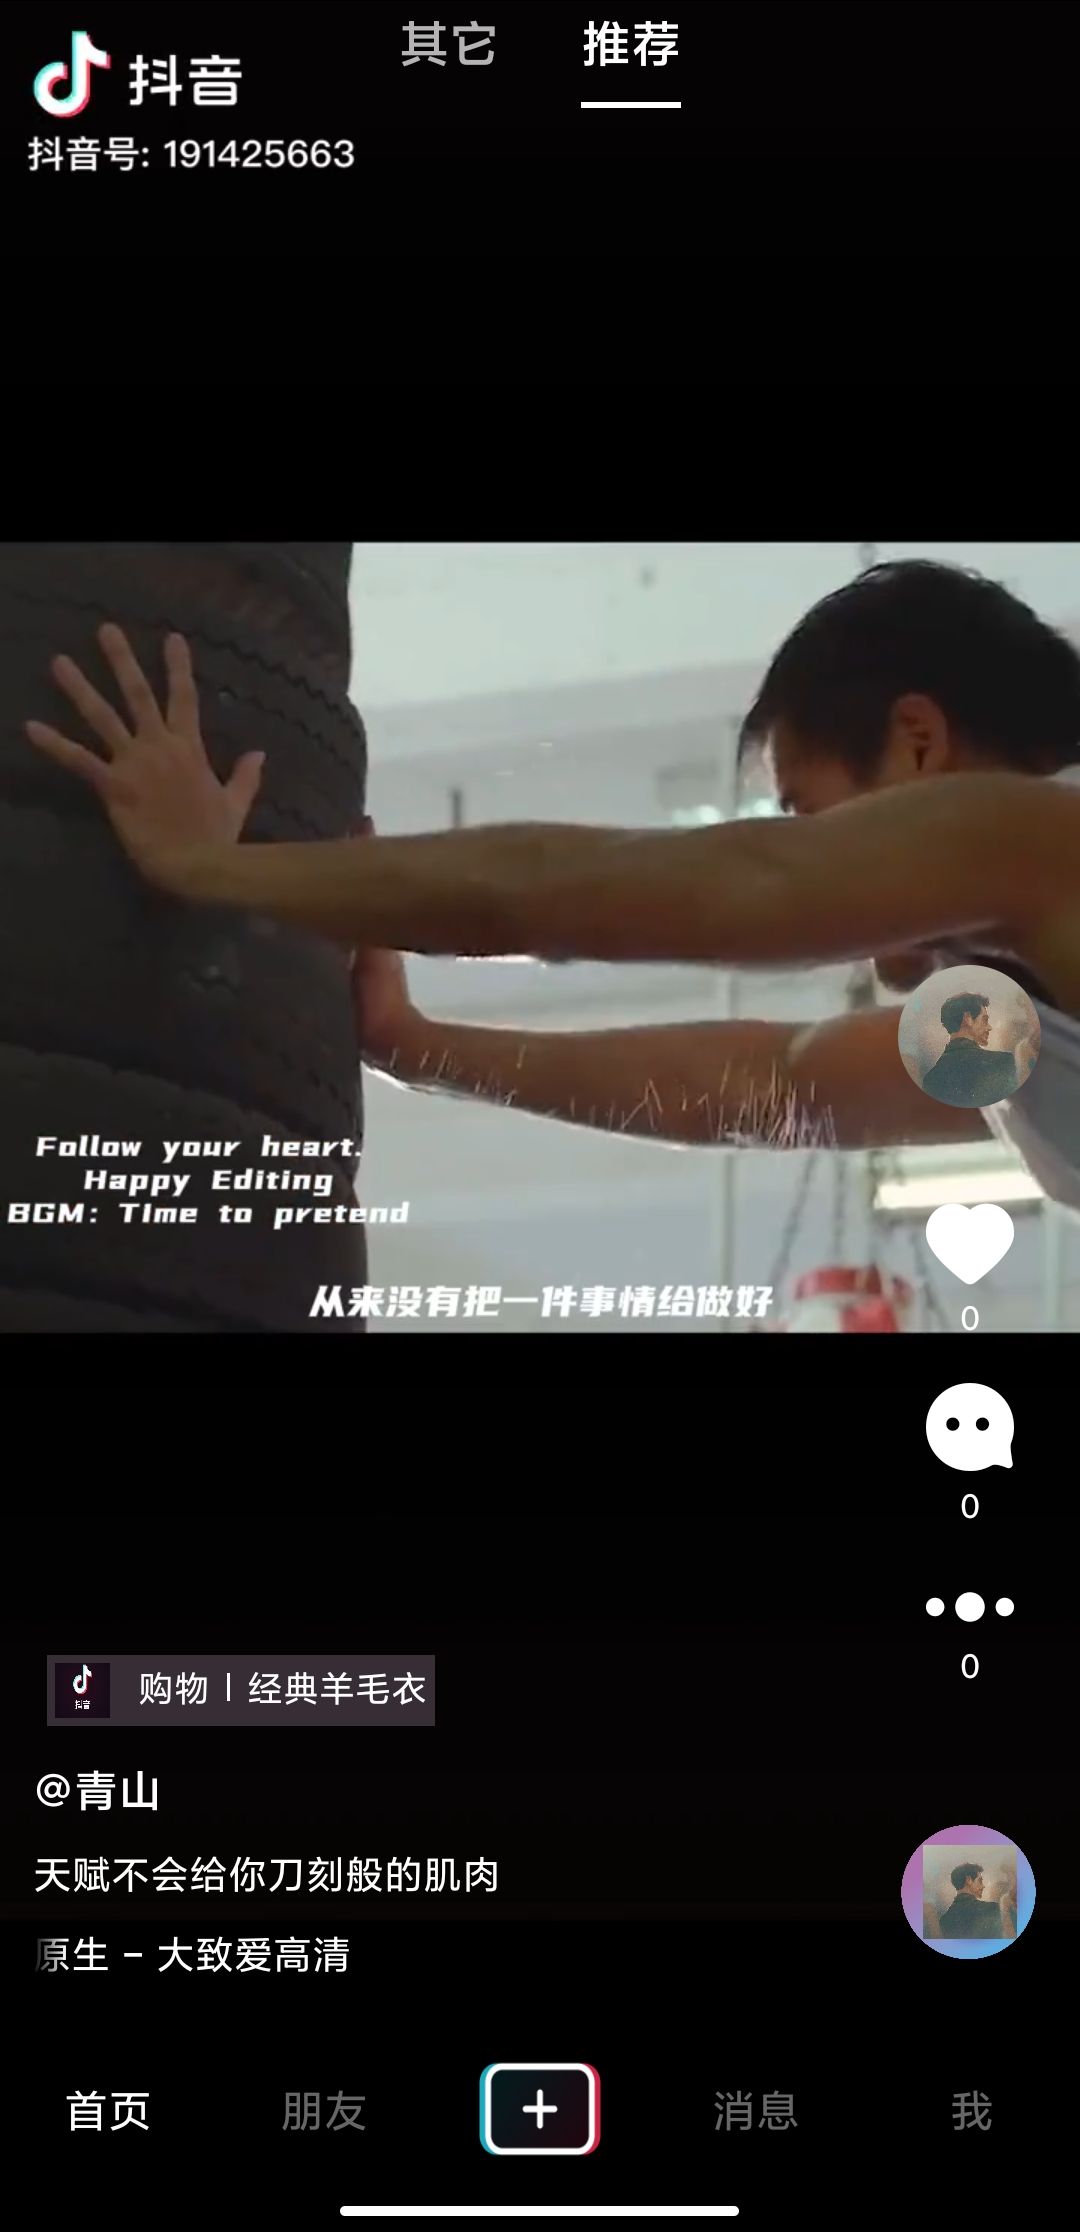 其它 推荐
抖音
抖音号: 191425663
Follow your heart.
Happy Editing
BGM: TIme to pretend
从来没有把一件事情给做好
0
0
0
抖音
购物 | 经典羊毛衣
@青山
天赋不会给你刀刻般的肌肉
原生 - 大致爱高清
首页 朋友 消息 我